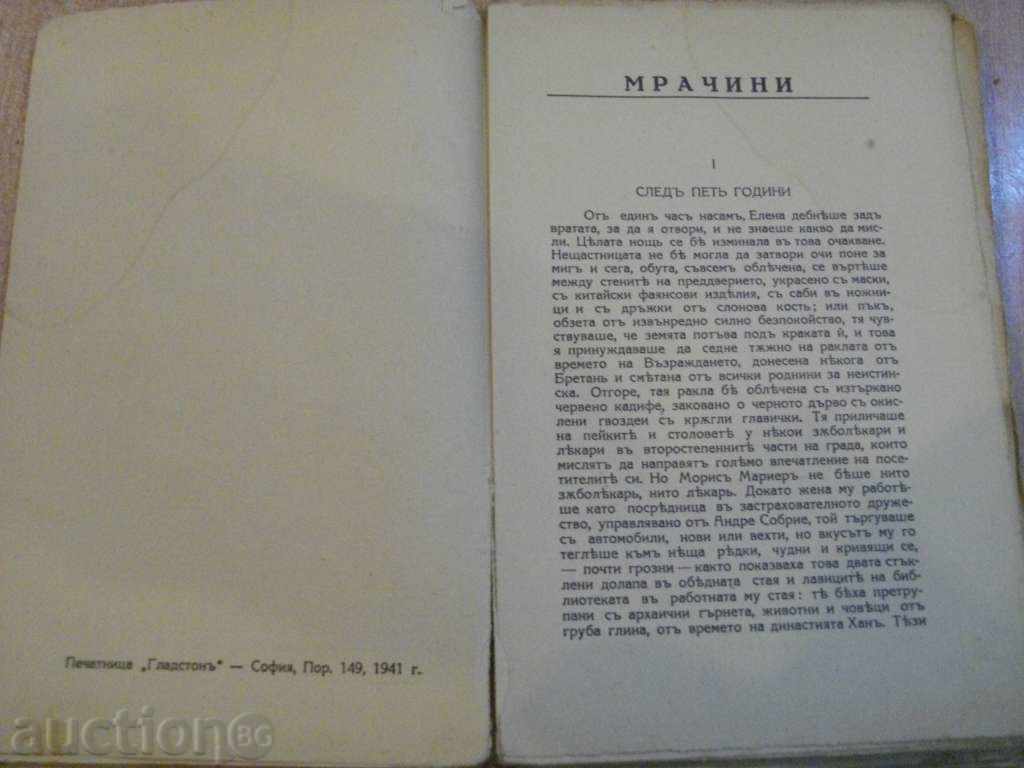 Печатница „Гладстонъ" — София, Пор. 149, 1941 г.
auctionBG
МРАЧИНИ
I
СЛЕДЪ ПЕТЬ ГОДИНИ
Отъ единъ часъ насамъ, Елена дебнѣше задъ
вратата, за да я отвори, и не знаеше какво да мис-
ли. Цѣлата нощь се бѣ изминала въ това очакване.
Нещастницата не бѣ могла да затвори очи поне за
мигъ и сега, обута, съвсемъ облѣчена, се въртѣше
между стенитѣ на преддверието, украсено съ маски,
съ китайски фаянсови изделия, съ саби въ ножни-
ци и съ дръжки отъ слонова кость; или пъкъ,
обзета отъ извънредно силно безпокойство, тя чув-
ствуваше, че земята потъва подъ краката ѝ, и това
я принуждаваше да седне тѫжно на раклата отъ
времето на Възраждането, донесена нѣкога отъ
Бретань и смѣтана отъ всички роднини за неистин-
ска. Отгоре, тая ракла бѣ облѣчена съ изтъркано
червено кадифе, заковано о черното дърво съ окис-
лени гвоздеи съ крѫгли главички. Тя приличаше
на пейкитѣ и столоветѣ у нѣкои зѫболѣкари и
лѣкари въ второстепеннитѣ части на града, които
мислятъ да направятъ голѣмо впечатление на посе-
тителитѣ си. Но Морисъ Мариеръ не бѣше нито
зѫболѣкарь, нито лѣкарь. Докато жена му работѣ-
ше като посрѣдница въ застрахователното друже-
ство, управлявано отъ Андре Собрие, той търгуваше
съ автомобили, нови или вехти, но вкусътъ му го
теглѣше къмъ нѣща рѣдки, чудни и кривящи се,
— почти грозни — както показваха това двата стък-
лени долапа въ обѣдната стая и лавицитѣ на биб-
лиотеката въ работната му стая: тѣ бѣха претру-
пани съ архаични гърнета, животни и човѣци отъ
груба глина, отъ времето на династията Ханъ. Тѣзи